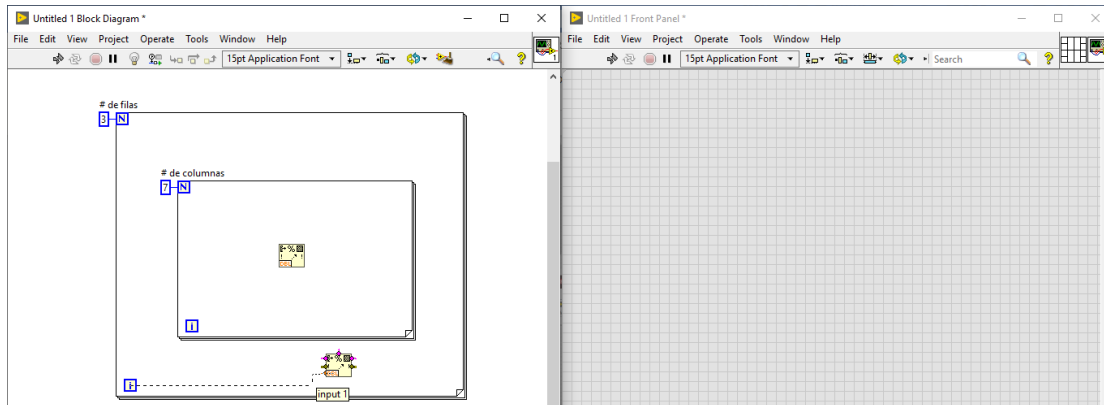 Untitled 1 Block Diagram *
File Edit View Project Operate Tools Window Help
15pt Application Font
1
# de filas
3 N
# de columnas
7 N
%
i
%
i
input 1
Untitled 1 Front Panel *
File Edit View Project Operate Tools Window Help
15pt Application Font
Search